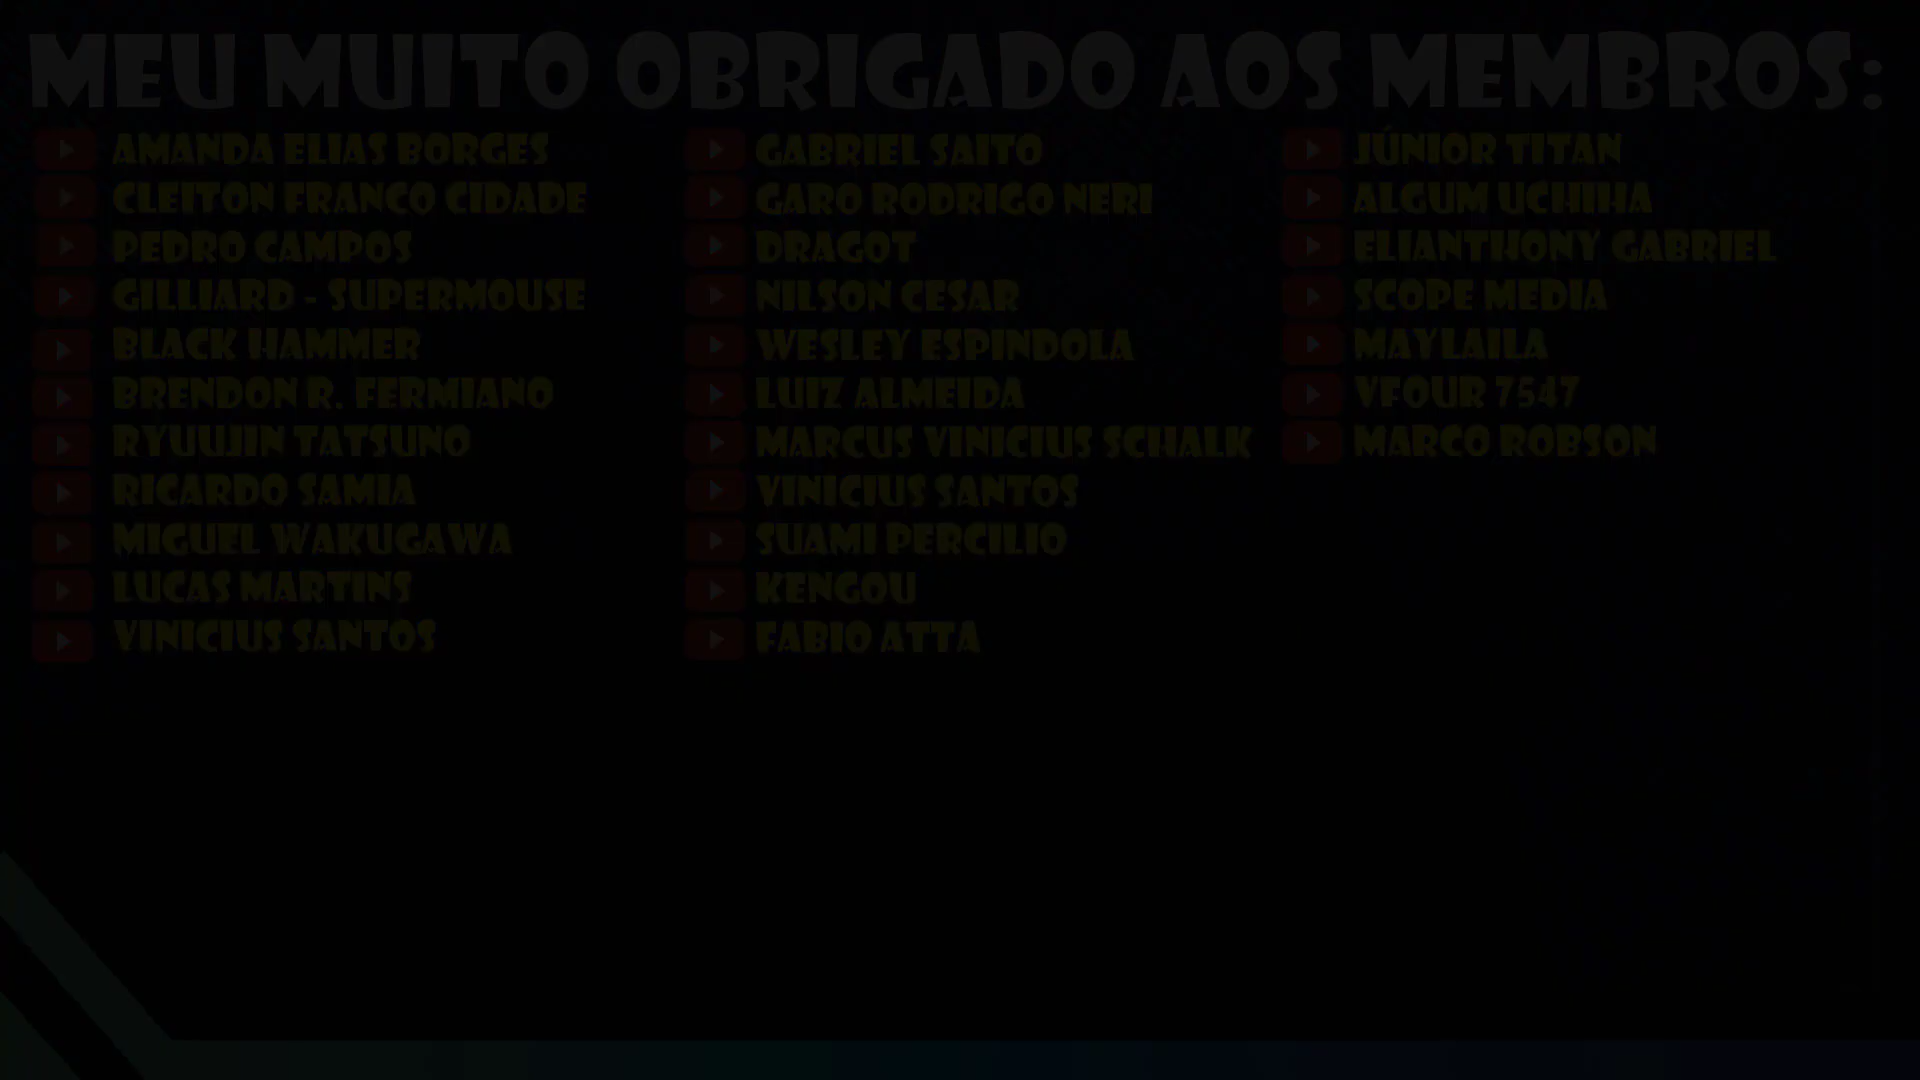 MEU MUITO OBRIGADO AOS MEMBROS:
AMANDA ELIAS BORGES
CLEITON FRANCO CIDADE
PEDRO CAMPOS
GILLIARD - SUPERMOUSE
BLACK HAMMER
BRENDON R. FERMIANO
RYUUJIN TATSUNO
RICARDO SAMIA
MIGUEL WAKUGAWA
LUCAS MARTINS
VINICIUS SANTOS
GABRIEL SAITO
GARO RODRIGO NERI
DRAGOT
NILSON CESAR
WESLEY ESPINDOLA
LUIZ ALMEIDA
MARCUS VINICIUS SCHALK
VINICIUS SANTOS
SUAMI PERCILIO
KENGOU
FABIO ATTA
JÚNIOR TITAN
ALGUM UCHIHA
ELIANTHONY GABRIEL
SCOPE MEDIA
MAYLAILA
VFOUR 7547
MARCO ROBSON